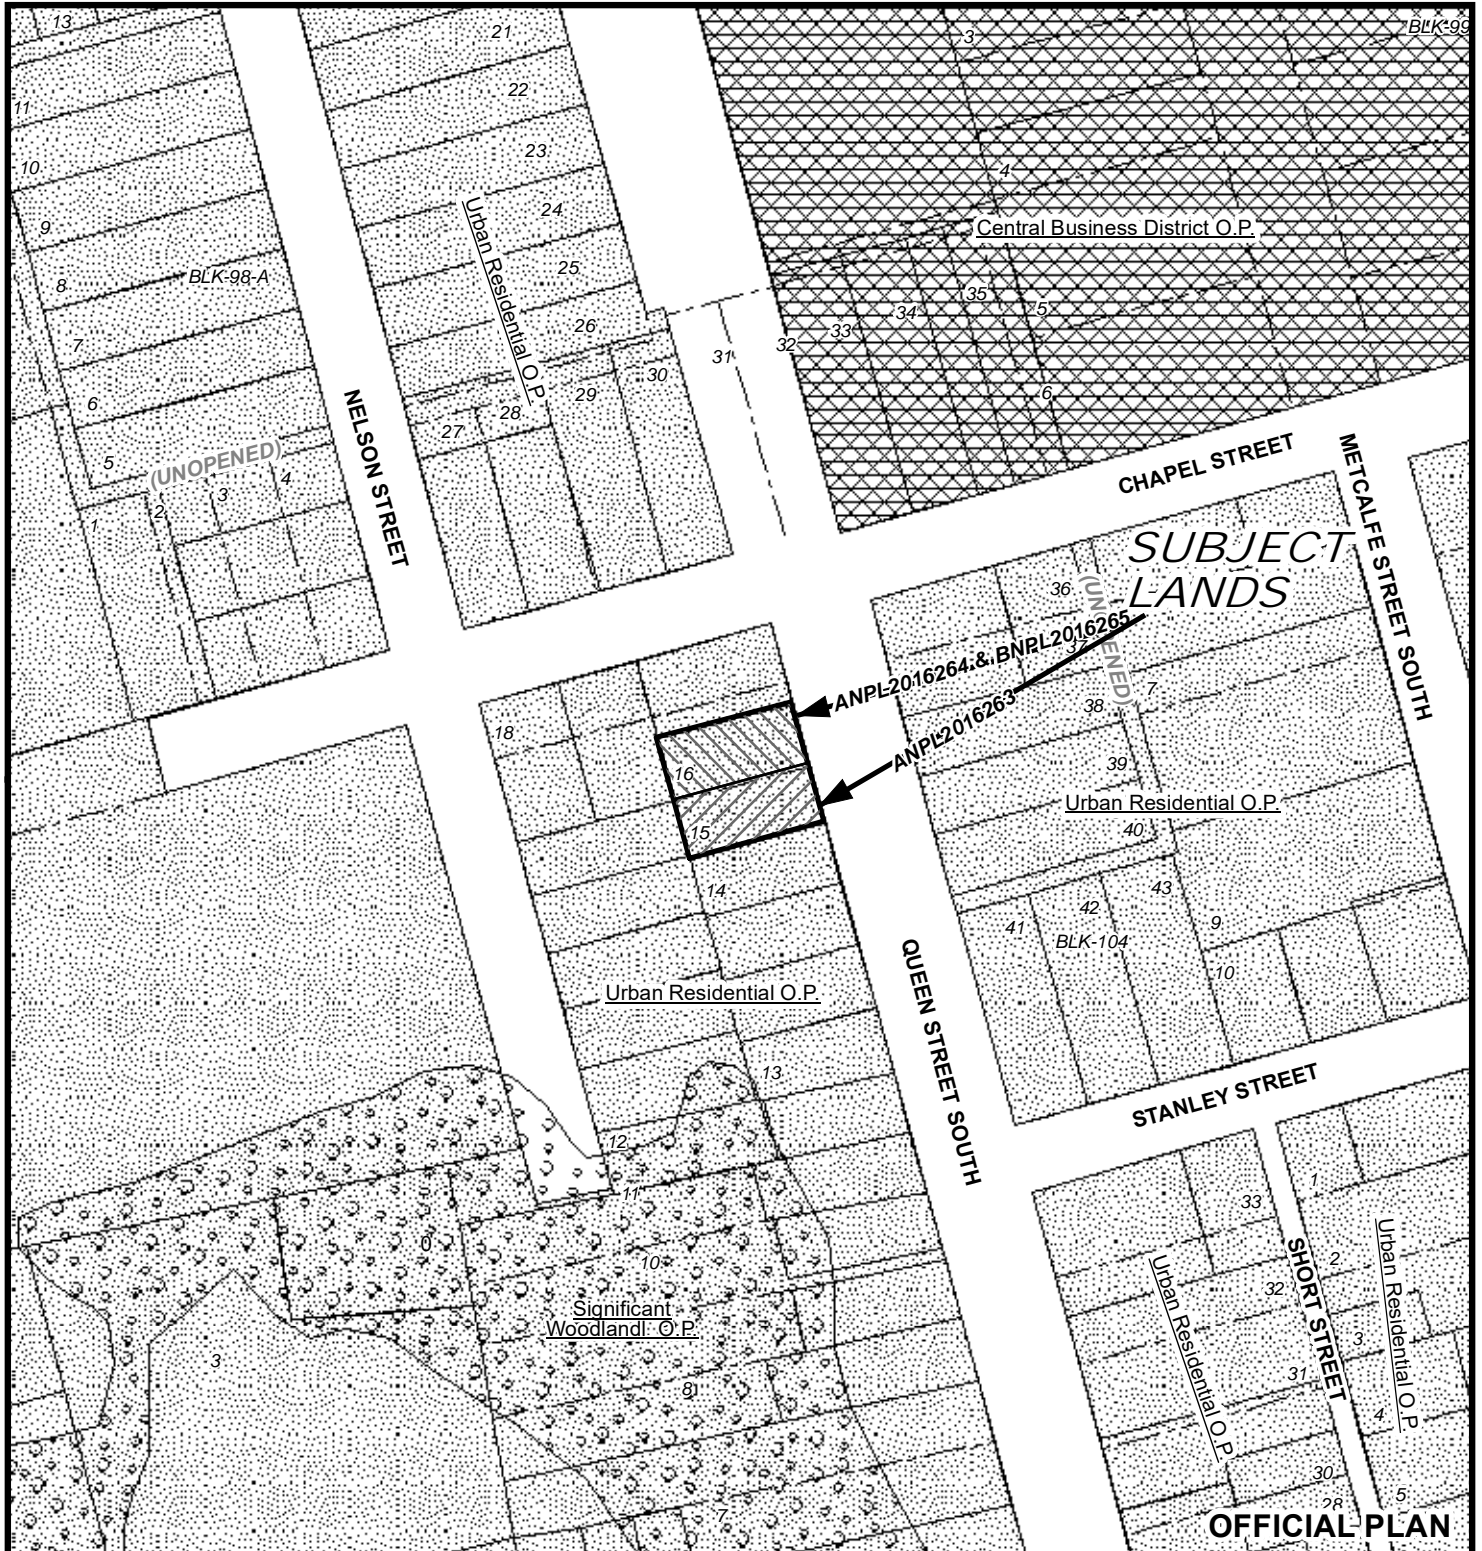 13
21
3
BLK-99
22
11
23
10
4
24
9
Central Business District O.P.
Urban Residential O.P.
25
BLK-98-A
8
35
34
5
26
33
7
32
31
30
29
6
6
28
27
NELSON STREET
CHAPEL STREET
METCALFE STREET SOUTH
5
(UNOPENED)
4
3
2
1
SUBJECT
LANDS
36
(UNOPENED)
37
ANPL2016264 & BNPL2016265
ANPL2016263
7
38
18
39
16
Urban Residential O.P.
15
40
14
43
42
41
BLK-104
9
10
QUEEN STREET SOUTH
Urban Residential O.P.
13
STANLEY STREET
12
11
33
1
0
10
2
32
SHORT STREET
Urban Residential O.P.
Urban Residential O.P.
Significant
Woodlandl O.P.
3
3
31
8
4
30
28
5
7
OFFICIAL PLAN